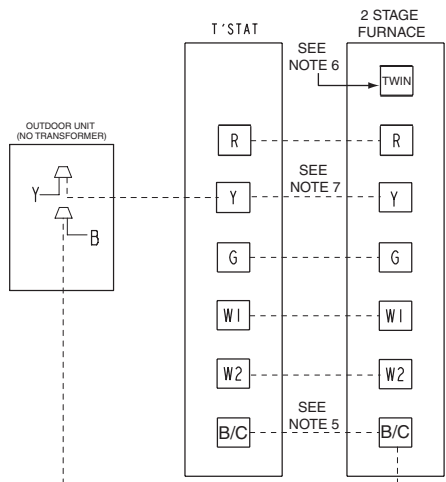 T'STAT
2 STAGE
FURNACE
SEE
NOTE 6
TWIN
OUTDOOR UNIT
(NO TRANSFORMER)
R
R
SEE
NOTE 7
Y
Y
Y
B
G
G
W1
W1
W2
W2
SEE
NOTE 5
B/C
B/C